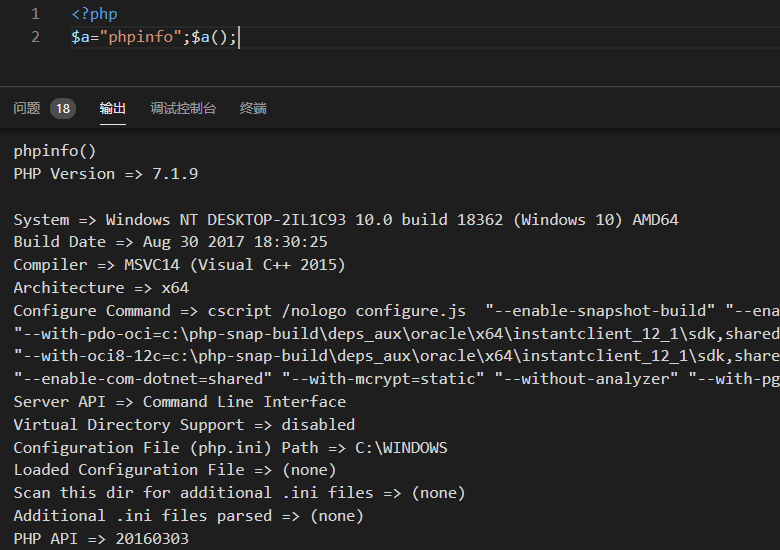 1 <?php
2 $a="phpinfo";$a();
问题 18 输出 调试控制台 终端
phpinfo()
PHP Version => 7.1.9
System => Windows NT DESKTOP-2IL1C93 10.0 build 18362 (Windows 10) AMD64
Build Date => Aug 30 2017 18:30:25
Compiler => MSVC14 (Visual C++ 2015)
Architecture => x64
Configure Command => cscript /nologo configure.js  "--enable-snapshot-build" "--ena
"--with-pdo-oci=c:\php-snap-build\deps_aux\oracle\x64\instantclient_12_1\sdk,shared
"--with-oci8-12c=c:\php-snap-build\deps_aux\oracle\x64\instantclient_12_1\sdk,share
"--enable-com-dotnet=shared" "--with-mcrypt=static" "--without-analyzer" "--with-pg
Server API => Command Line Interface
Virtual Directory Support => disabled
Configuration File (php.ini) Path => C:\WINDOWS
Loaded Configuration File => (none)
Scan this dir for additional .ini files => (none)
Additional .ini files parsed => (none)
PHP API => 20160303